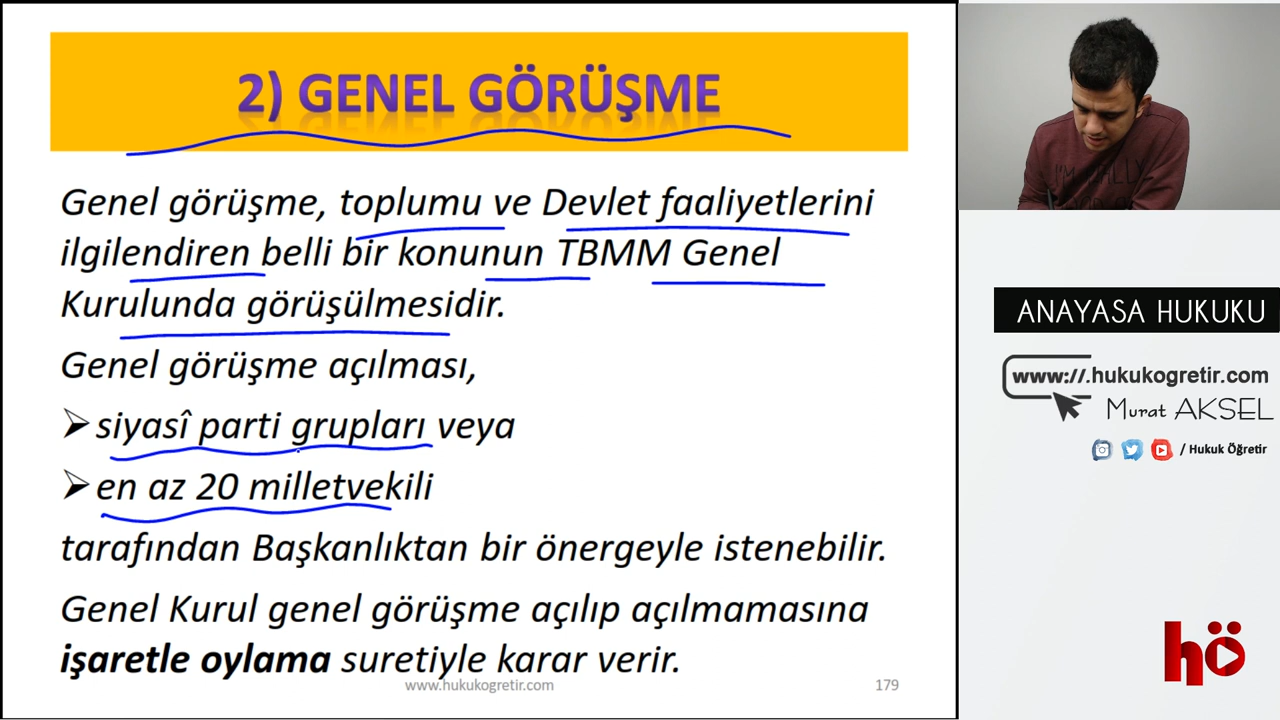 2) GENEL GÖRÜŞME
Genel görüşme, toplumu ve Devlet faaliyetlerini
ilgilendiren belli bir konunun TBMM Genel
Kurulunda görüşülmesidir.
Genel görüşme açılması,
siyasî parti grupları veya
en az 20 milletvekili
tarafından Başkanlıktan bir önergeyle istenebilir.
Genel Kurul genel görüşme açılıp açılmamasına
işaretle oylama suretiyle karar verir.
www.hukukogretir.com
179
ANAYASA HUKUKU
www://.hukukogretir.com
Murat AKSEL
/ Hukuk Öğretir
hö